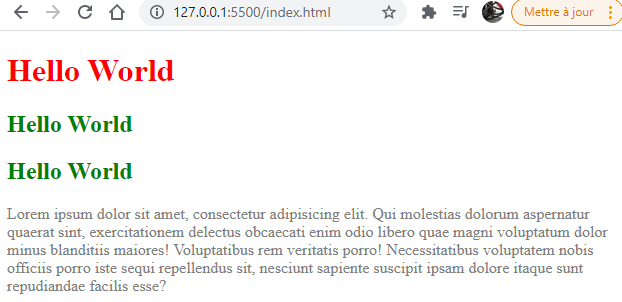 127.0.0.1:5500/index.html
Mettre à jour
Hello World
Hello World
Hello World
Lorem ipsum dolor sit amet, consectetur adipisicing elit. Qui molestias dolorum aspernatur
quaerat sint, exercitationem delectus obcaecati enim odio libero quae magni voluptatum dolor
minus blanditiis maiores! Voluptatibus rem veritatis porro! Necessitatibus voluptatem nobis
officiis porro iste sequi repellendus sit, nesciunt sapiente suscipit ipsam dolore itaque sunt
repudiandae facilis esse?